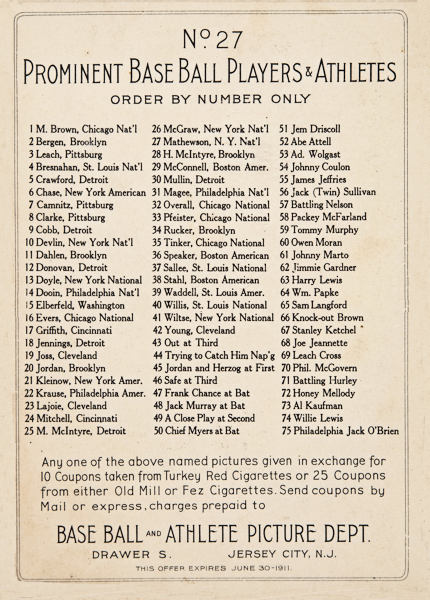 No. 27
PROMINENT BASE BALL PLAYERS & ATHLETES
ORDER BY NUMBER ONLY
1 M. Brown, Chicago Nat'l
2 Bergen, Brooklyn
3 Leach, Pittsburg
4 Bresnahan, St. Louis Nat'l
5 Crawford, Detroit
6 Chase, New York American
7 Camnitz, Pittsburg
8 Clarke, Pittsburg
9 Cobb, Detroit
10 Devlin, New York Nat'l
11 Dahlen, Brooklyn
12 Donovan, Detroit
13 Doyle, New York National
14 Dooin, Philadelphia Nat'l
15 Elberfeld, Washington
16 Evers, Chicago National
17 Griffith, Cincinnati
18 Jennings, Detroit
19 Joss, Cleveland
20 Jordan, Brooklyn
21 Kleinow, New York Amer.
22 Krause, Philadelphia Amer.
23 Lajoie, Cleveland
24 Mitchell, Cincinnati
25 M. McIntyre, Detroit
26 McGraw, New York Nat'l
27 Mathewson, N. Y. Nat'l
28 H. McIntyre, Brooklyn
29 McConnell, Boston Amer.
30 Mullin, Detroit
31 Magee, Philadelphia Nat'l
32 Overall, Chicago National
33 Pfeister, Chicago National
34 Rucker, Brooklyn
35 Tinker, Chicago National
36 Speaker, Boston American
37 Sallee, St. Louis National
38 Stahl, Boston American
39 Waddell, St. Louis Amer.
40 Willis, St. Louis National
41 Wiltse, New York National
42 Young, Cleveland
43 Out at Third
44 Trying to Catch Him Nap'g
45 Jordan and Herzog at First
46 Safe at Third
47 Frank Chance at Bat
48 Jack Murray at Bat
49 A Close Play at Second
50 Chief Myers at Bat
51 Jem Driscoll
52 Abe Attell
53 Ad. Wolgast
54 Johnny Coulon
55 James Jeffries
56 Jack (Twin) Sullivan
57 Battling Nelson
58 Packey McFarland
59 Tommy Murphy
60 Owen Moran
61 Johnny Marto
62 Jimmie Gardner
63 Harry Lewis
64 Wm. Papke
65 Sam Langford
66 Knock-out Brown
67 Stanley Ketchel
68 Joe Jeannette
69 Leach Cross
70 Phil. McGovern
71 Battling Hurley
72 Honey Mellody
73 Al Kaufman
74 Willie Lewis
75 Philadelphia Jack O'Brien
Any one of the above named pictures given in exchange for
10 Coupons taken from Turkey Red Cigarettes or 25 Coupons
from either Old Mill or Fez Cigarettes. Send coupons by
Mail or express, charges prepaid to
BASE BALL AND ATHLETE PICTURE DEPT.
DRAWER S. JERSEY CITY, N.J.
THIS OFFER EXPIRES JUNE 30-1911.